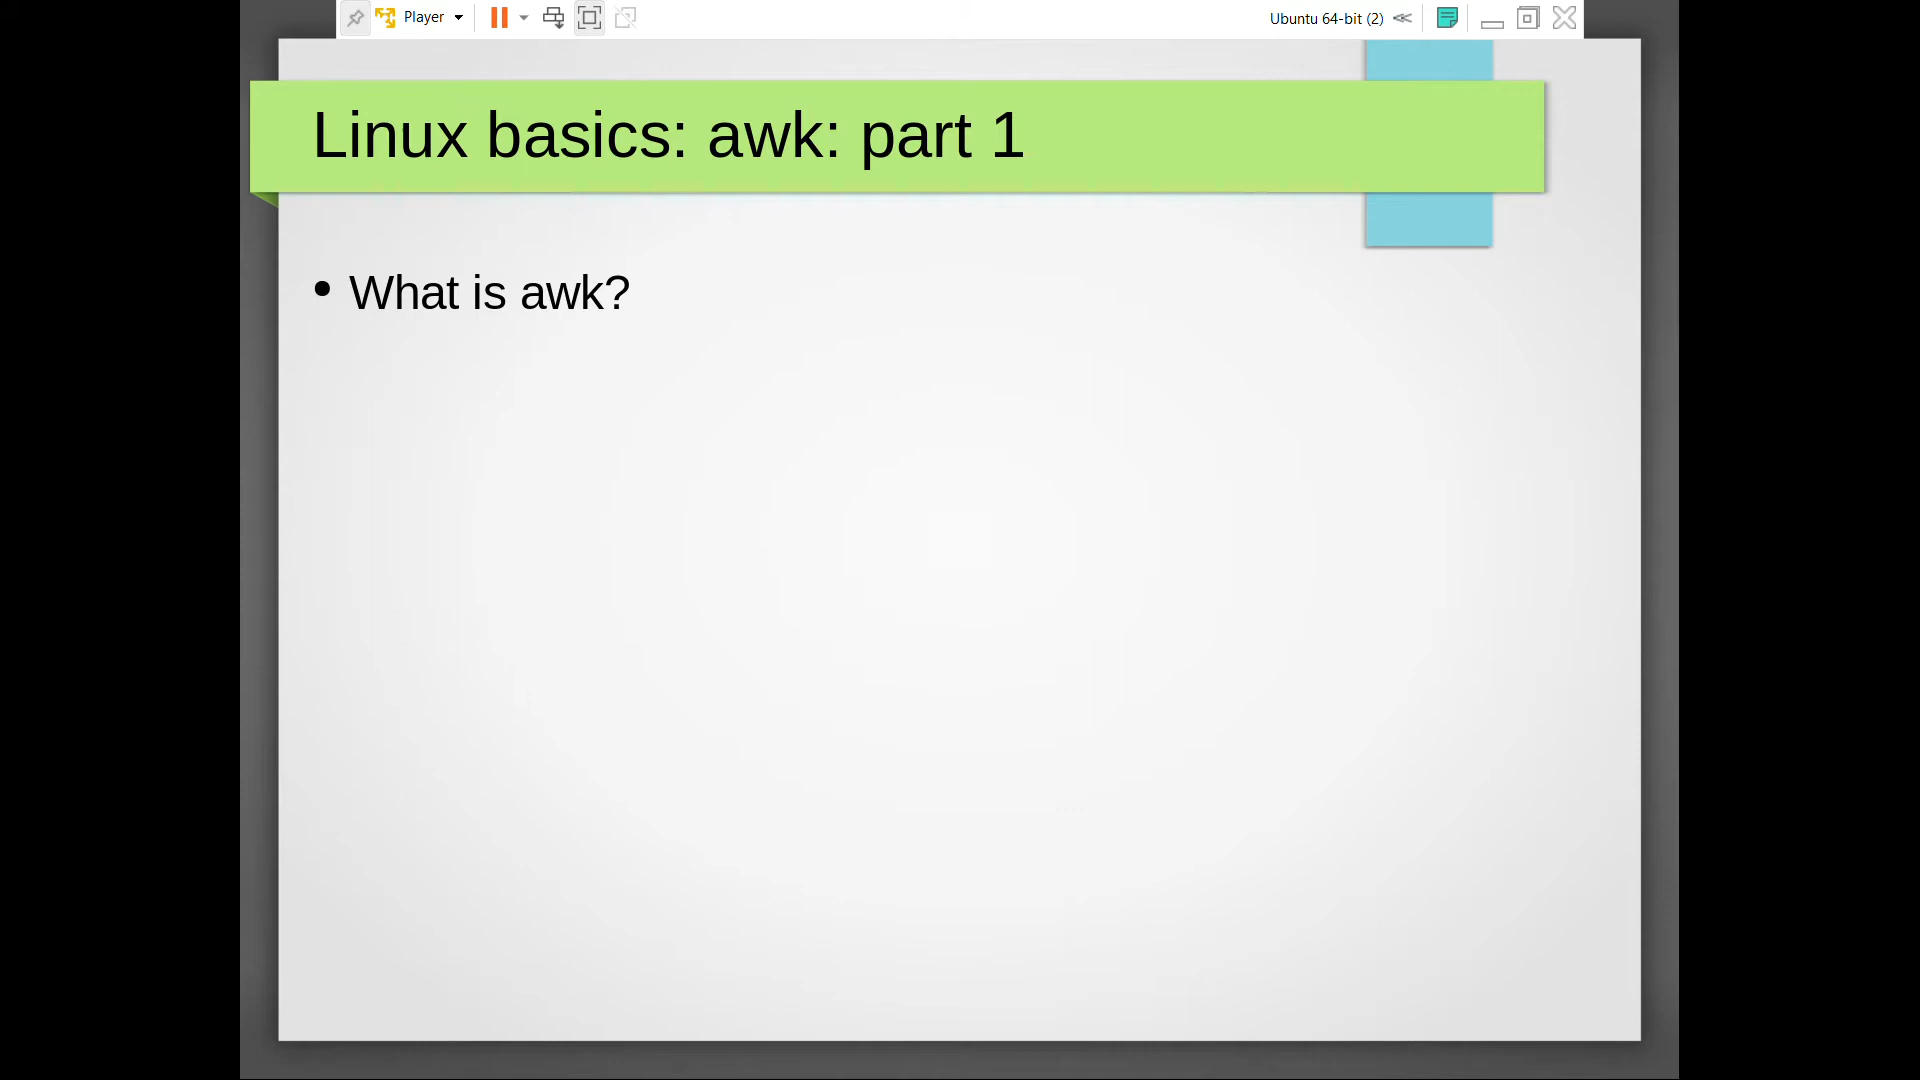 Player
Ubuntu 64-bit (2)
Linux basics: awk: part 1
• What is awk?